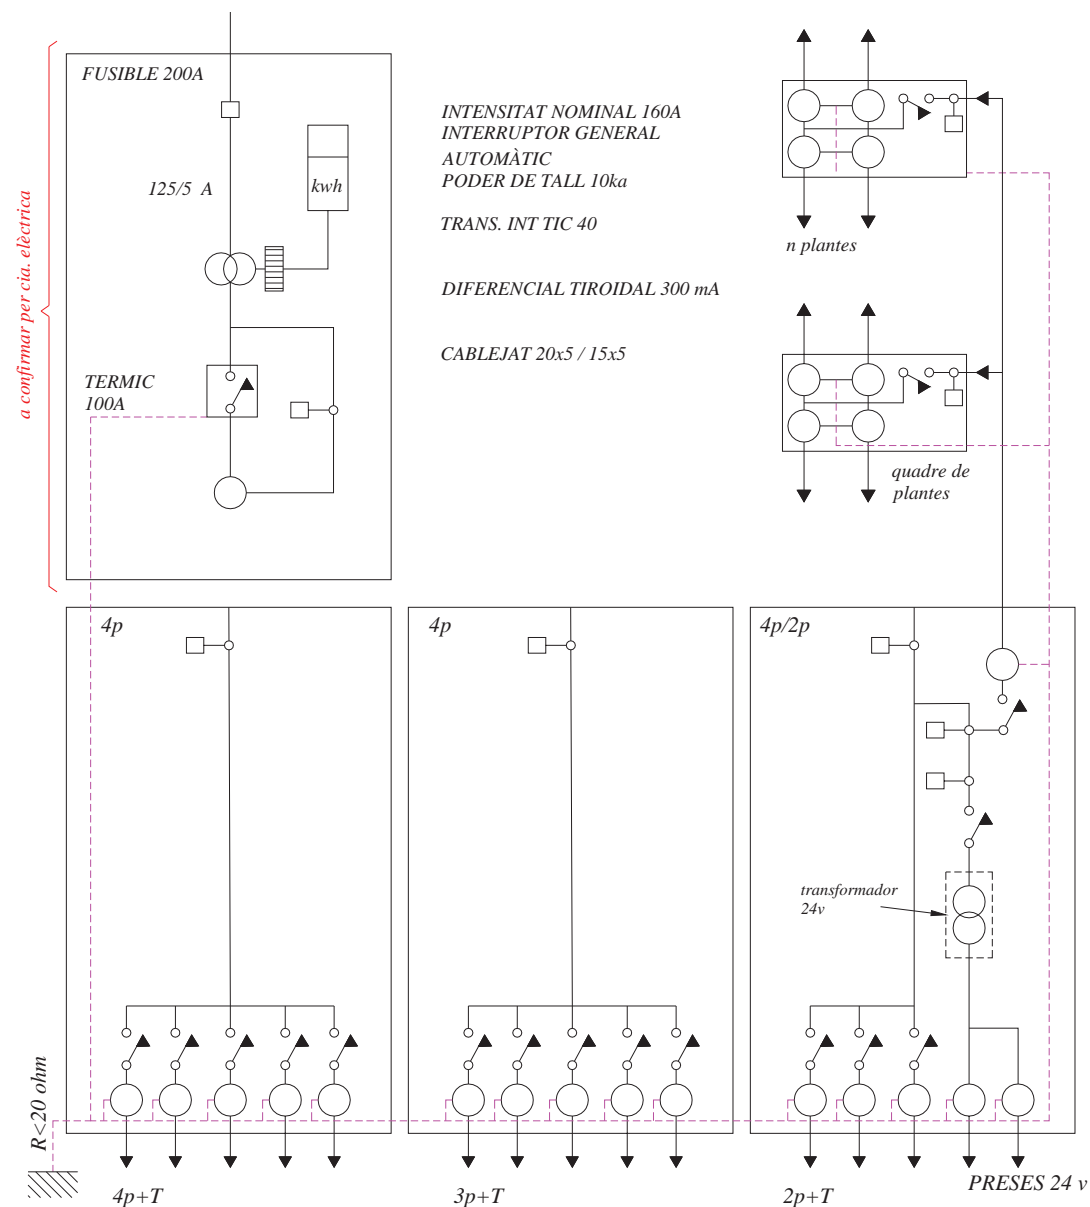 FUSIBLE 200A
125/5 A
kwh
a confirmar per cia. elèctrica
TERMIC
100A
INTENSITAT NOMINAL 160A
INTERRUPTOR GENERAL
AUTOMÀTIC
PODER DE TALL 10ka
TRANS. INT TIC 40
DIFERENCIAL TIROIDAL 300 mA
CABLEJAT 20x5 / 15x5
n plantes
quadre de
plantes
4p
4p
4p/2p
transformador
24v
R<20 ohm
4p+T
3p+T
2p+T
PRESES 24 v